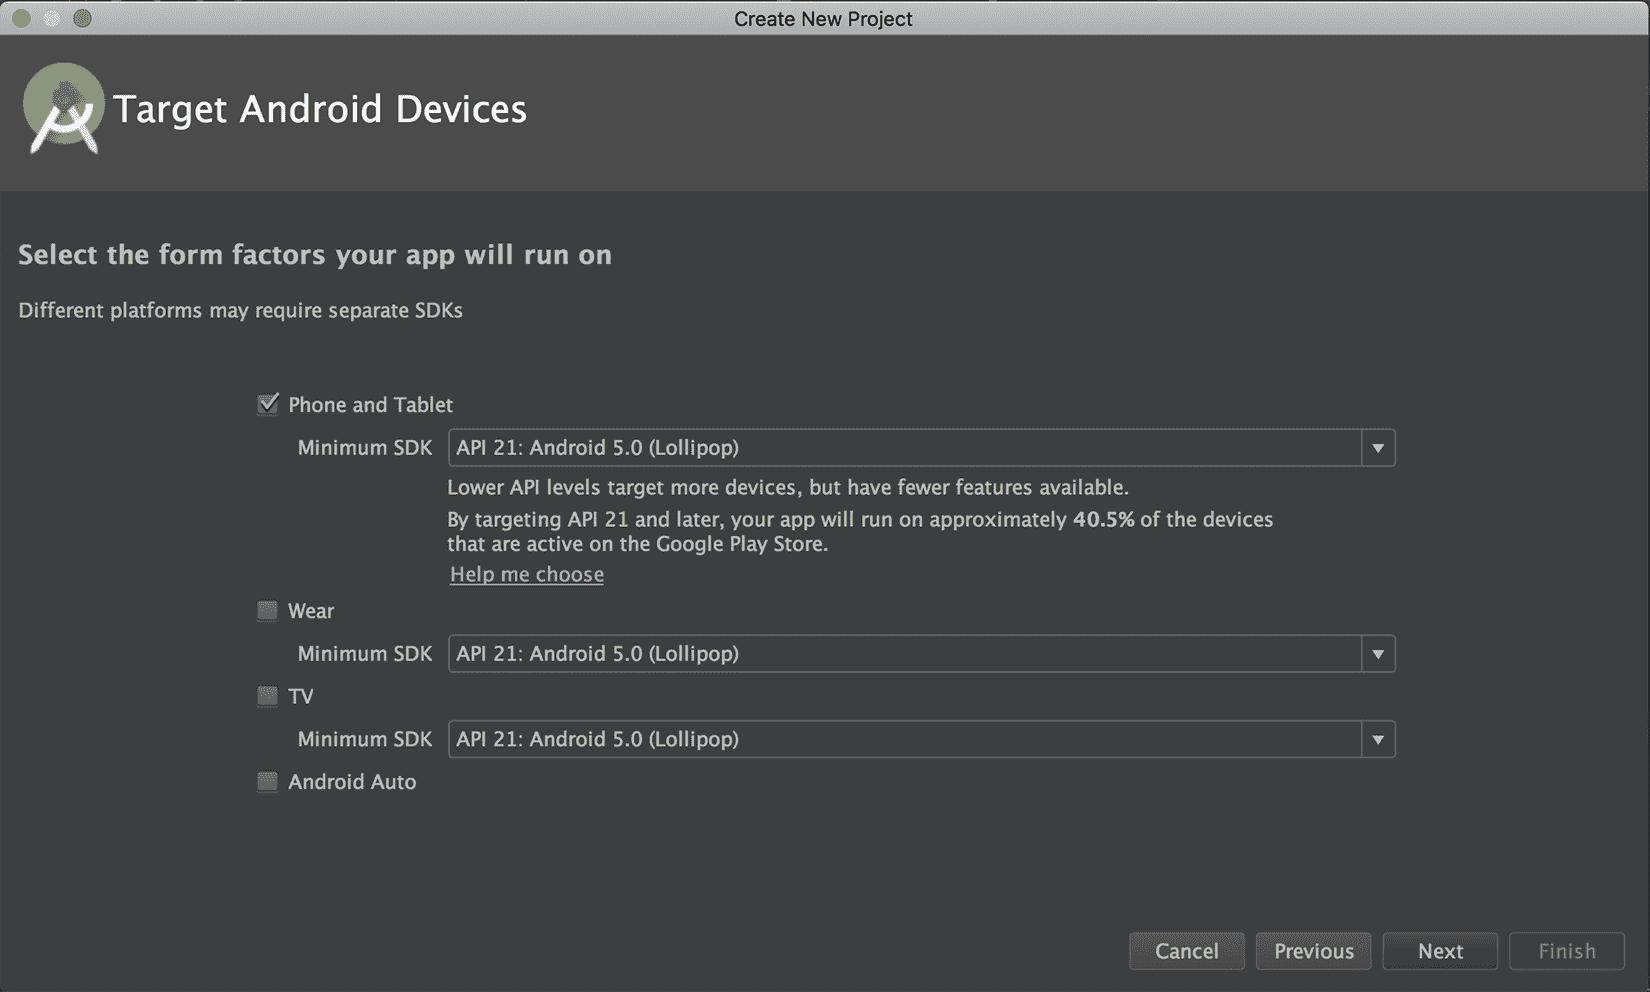 Create New Project
Target Android Devices
Select the form factors your app will run on
Different platforms may require separate SDKs
Phone and Tablet
Minimum SDK API 21: Android 5.0 (Lollipop)
Lower API levels target more devices, but have fewer features available.
By targeting API 21 and later, your app will run on approximately 40.5% of the devices
that are active on the Google Play Store.
Help me choose
Wear
Minimum SDK API 21: Android 5.0 (Lollipop)
TV
Minimum SDK API 21: Android 5.0 (Lollipop)
Android Auto
Cancel Previous Next Finish